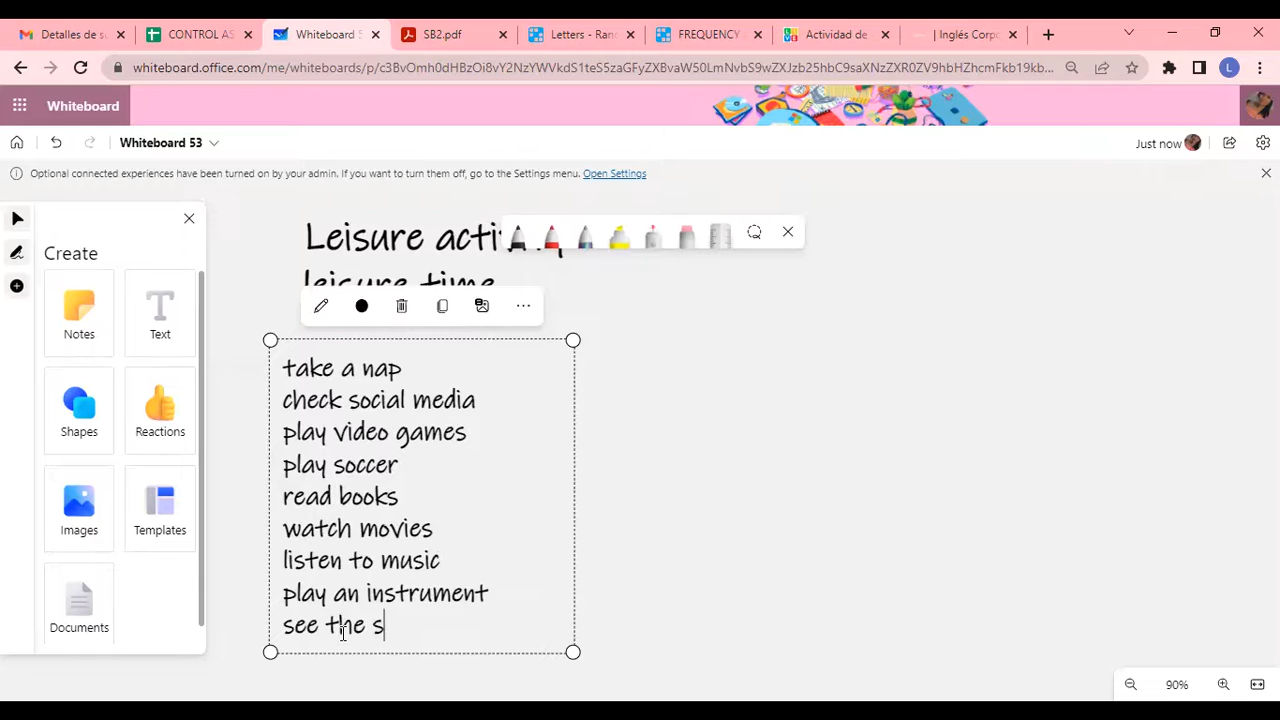 Detalles de su
CONTROL AS
Whiteboard 5
SB2.pdf
Letters - Ran
FREQUENCY
Actividad de
| Inglés Corpo
whiteboard.office.com/me/whiteboards/p/
Whiteboard
Whiteboard 53
Just now
Optional connected experiences have been turned on by your admin. If you want to turn them off, go to the Settings menu. Open Settings
Create
Notes
Text
Shapes
Reactions
Images
Templates
Documents
Leisure
leisure time
take a nap
check social media
play video games
play soccer
read books
watch movies
listen to music
play an instrument
see the s
90%